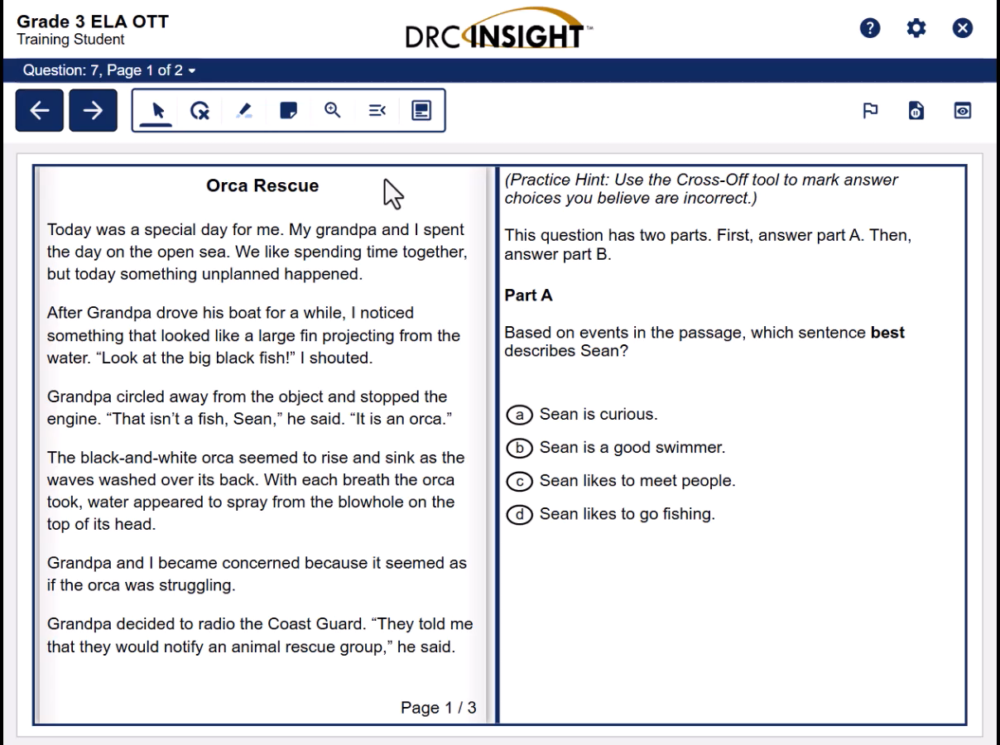 Grade 3 ELA OTT
Training Student
DRC INSIGHT™
Question: 7, Page 1 of 2
Orca Rescue
Today was a special day for me. My grandpa and I spent
the day on the open sea. We like spending time together,
but today something unplanned happened.
After Grandpa drove his boat for a while, I noticed
something that looked like a large fin projecting from the
water. “Look at the big black fish!” I shouted.
Grandpa circled away from the object and stopped the
engine. “That isn’t a fish, Sean,” he said. “It is an orca.”
The black-and-white orca seemed to rise and sink as the
waves washed over its back. With each breath the orca
took, water appeared to spray from the blowhole on the
top of its head.
Grandpa and I became concerned because it seemed as
if the orca was struggling.
Grandpa decided to radio the Coast Guard. “They told me
that they would notify an animal rescue group,” he said.
Page 1 / 3
(Practice Hint: Use the Cross-Off tool to mark answer
choices you believe are incorrect.)
This question has two parts. First, answer part A. Then,
answer part B.
Part A
Based on events in the passage, which sentence best
describes Sean?
a Sean is curious.
b Sean is a good swimmer.
c Sean likes to meet people.
d Sean likes to go fishing.